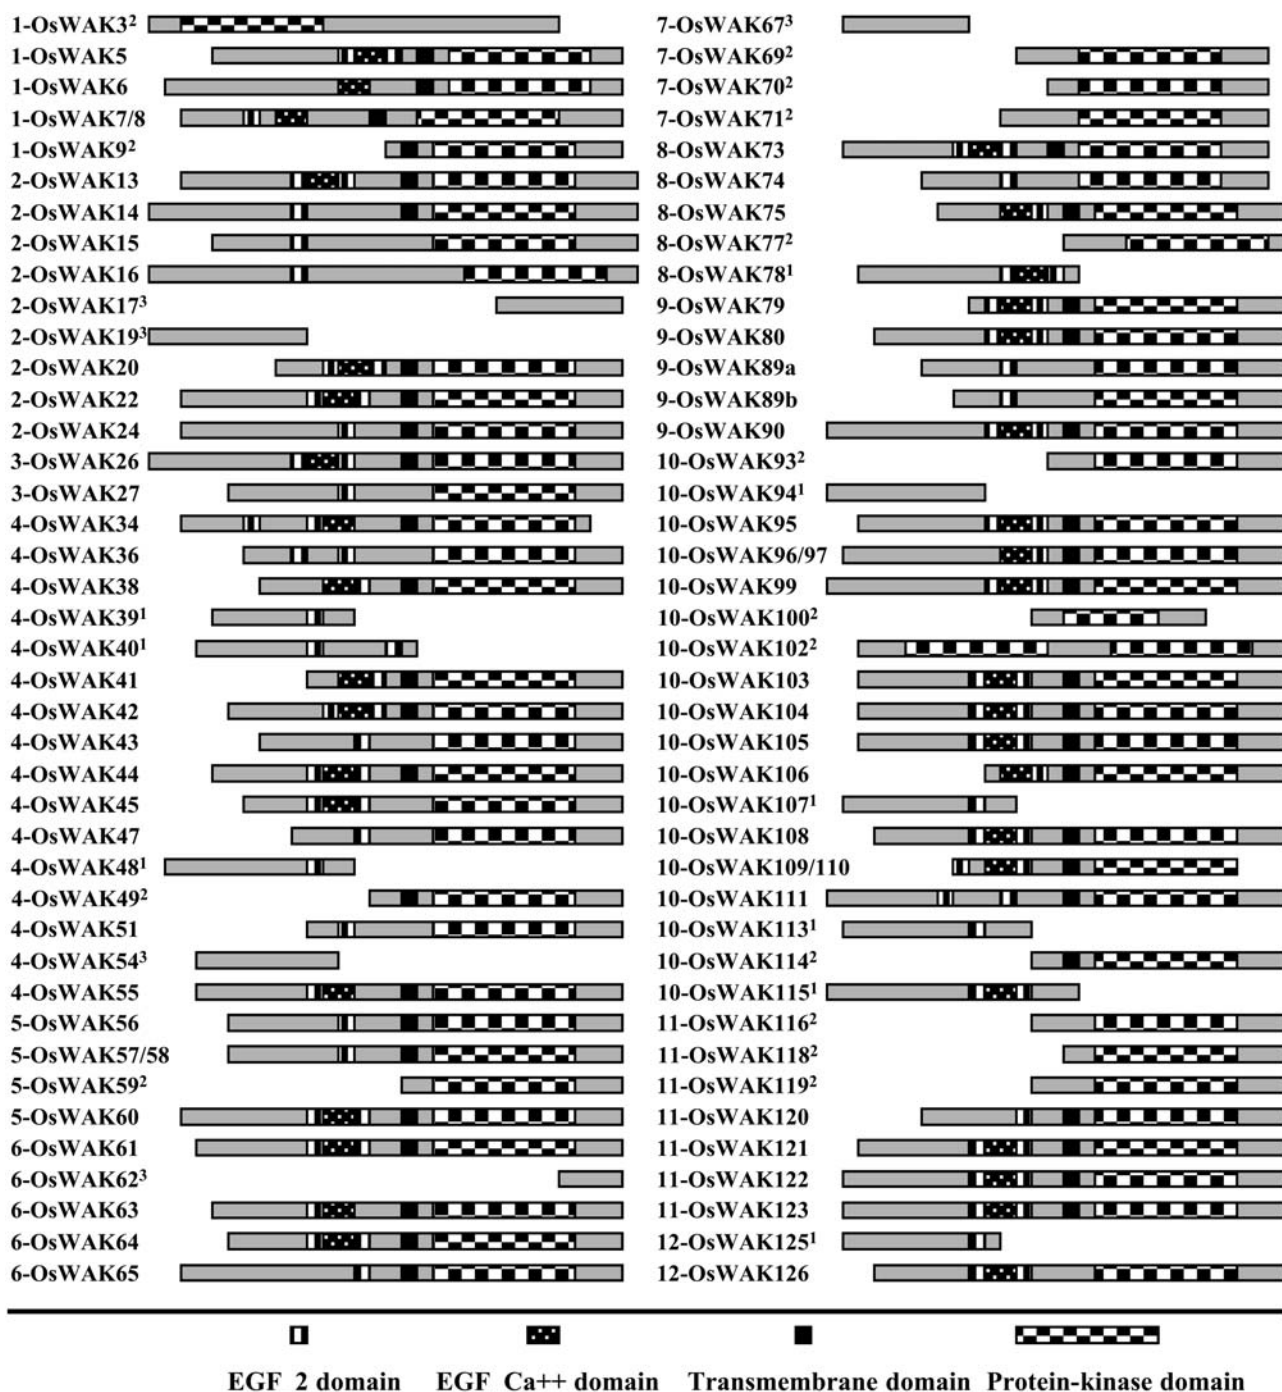 1-OsWAK3²
1-OsWAK5
1-OsWAK6
1-OsWAK7/8
1-OsWAK9²
2-OsWAK13
2-OsWAK14
2-OsWAK15
2-OsWAK16
2-OsWAK17³
2-OsWAK19³
2-OsWAK20
2-OsWAK22
2-OsWAK24
3-OsWAK26
3-OsWAK27
4-OsWAK34
4-OsWAK36
4-OsWAK38
4-OsWAK39¹
4-OsWAK40¹
4-OsWAK41
4-OsWAK42
4-OsWAK43
4-OsWAK44
4-OsWAK45
4-OsWAK47
4-OsWAK48¹
4-OsWAK49²
4-OsWAK51
4-OsWAK54³
4-OsWAK55
5-OsWAK56
5-OsWAK57/58
5-OsWAK59²
5-OsWAK60
6-OsWAK61
6-OsWAK62³
6-OsWAK63
6-OsWAK64
6-OsWAK65
7-OsWAK67³
7-OsWAK69²
7-OsWAK70²
7-OsWAK71²
8-OsWAK73
8-OsWAK74
8-OsWAK75
8-OsWAK77²
8-OsWAK78¹
9-OsWAK79
9-OsWAK80
9-OsWAK89a
9-OsWAK89b
9-OsWAK90
10-OsWAK93²
10-OsWAK94¹
10-OsWAK95
10-OsWAK96/97
10-OsWAK99
10-OsWAK100²
10-OsWAK102²
10-OsWAK103
10-OsWAK104
10-OsWAK105
10-OsWAK106
10-OsWAK107¹
10-OsWAK108
10-OsWAK109/110
10-OsWAK111
10-OsWAK113¹
10-OsWAK114²
10-OsWAK115¹
11-OsWAK116²
11-OsWAK118²
11-OsWAK119²
11-OsWAK120
11-OsWAK121
11-OsWAK122
11-OsWAK123
12-OsWAK125¹
12-OsWAK126
EGF_2 domain EGF_Ca++ domain Transmembrane domain Protein-kinase domain